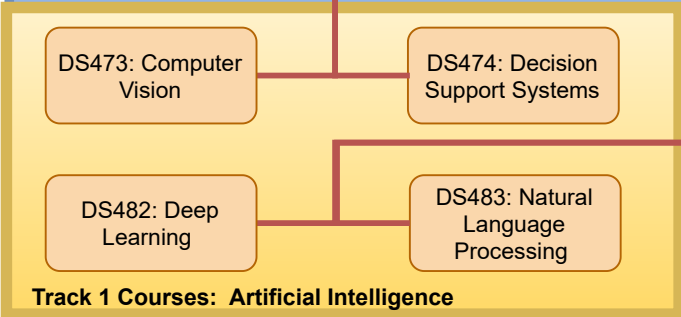 DS473: Computer
Vision
DS474: Decision
Support Systems
DS482: Deep
Learning
DS483: Natural
Language
Processing
Track 1 Courses:  Artificial Intelligence